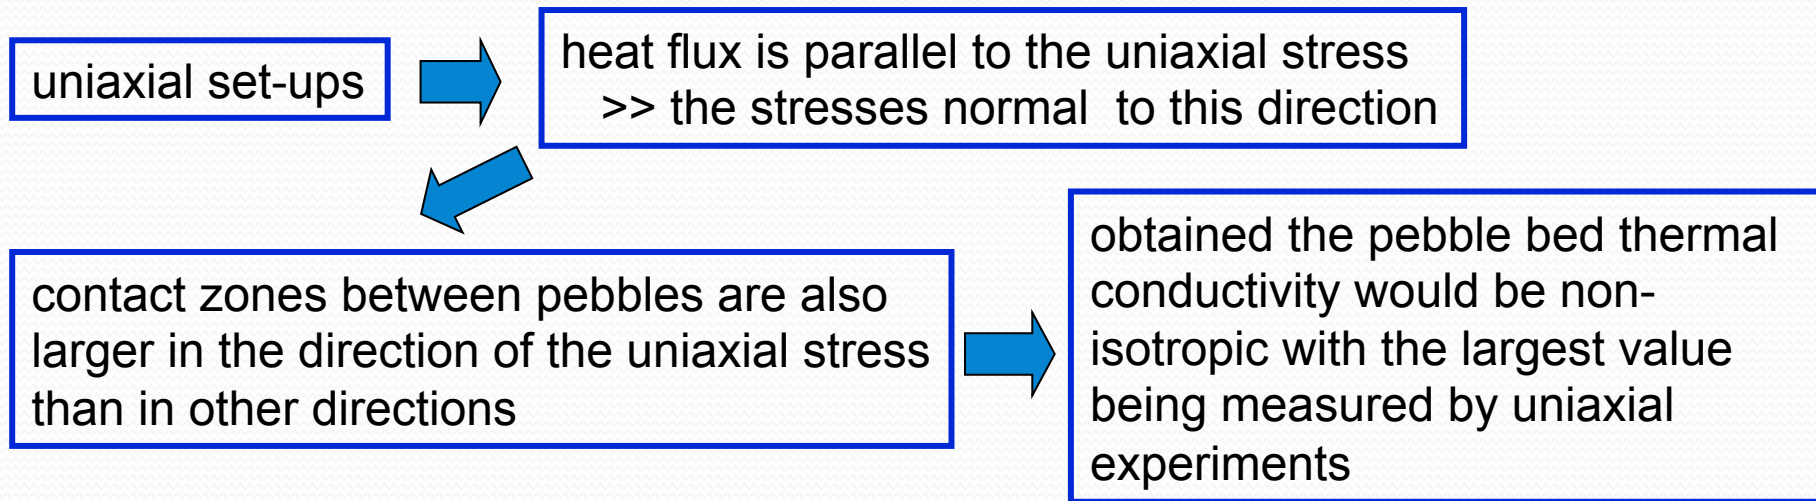 uniaxial set-ups
heat flux is parallel to the uniaxial stress
>> the stresses normal to this direction
contact zones between pebbles are also
larger in the direction of the uniaxial stress
than in other directions
obtained the pebble bed thermal
conductivity would be non-
isotropic with the largest value
being measured by uniaxial
experiments